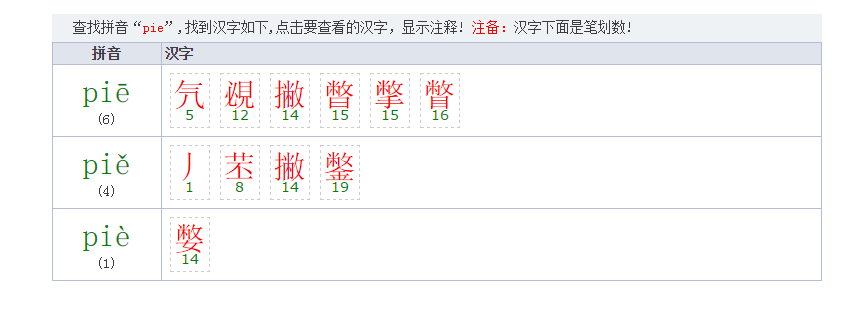 查找拼音“pie”,找到汉字如下,点击要查看的汉字，显示注释！注备：汉字下面是笔划数！
拼音 汉字
piē 氕 覕 撇 暼 撆 瞥
(6) 5 12 14 15 15 16
piě 丿 苤 撇 鐅
(4) 1 8 14 19
piè 嫳
(1) 14